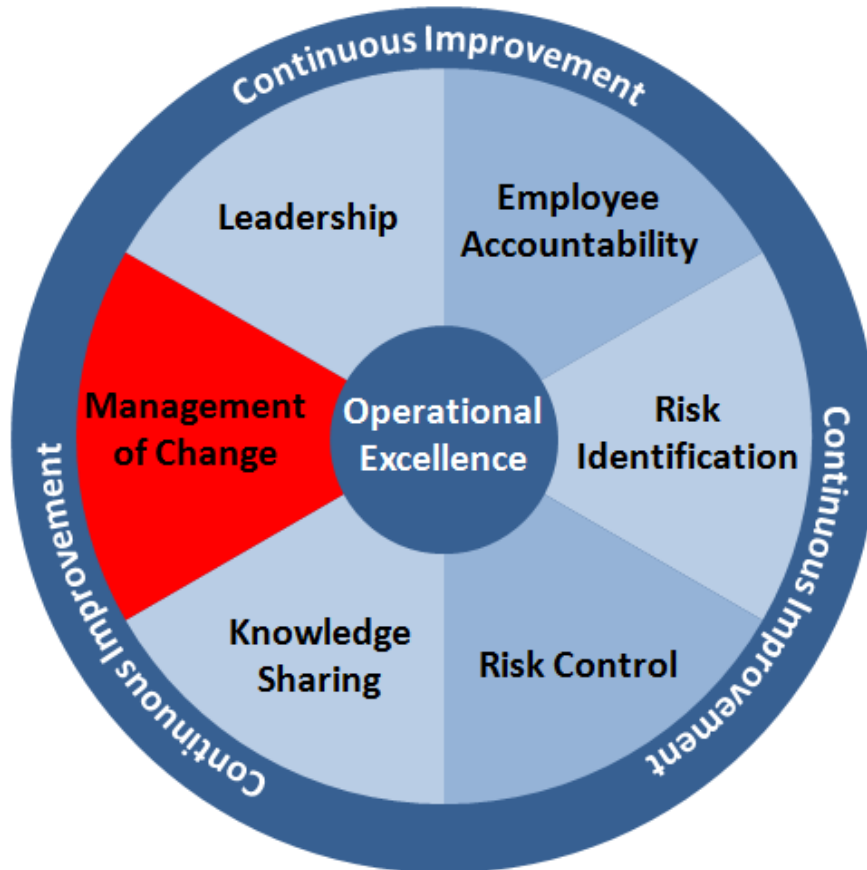 Continuous Improvement
Leadership
Employee
Accountability
Management
of Change
Operational
Excellence
Risk
Identification
Knowledge
Sharing
Risk Control
Continuous Improvement
Continuous Improvement